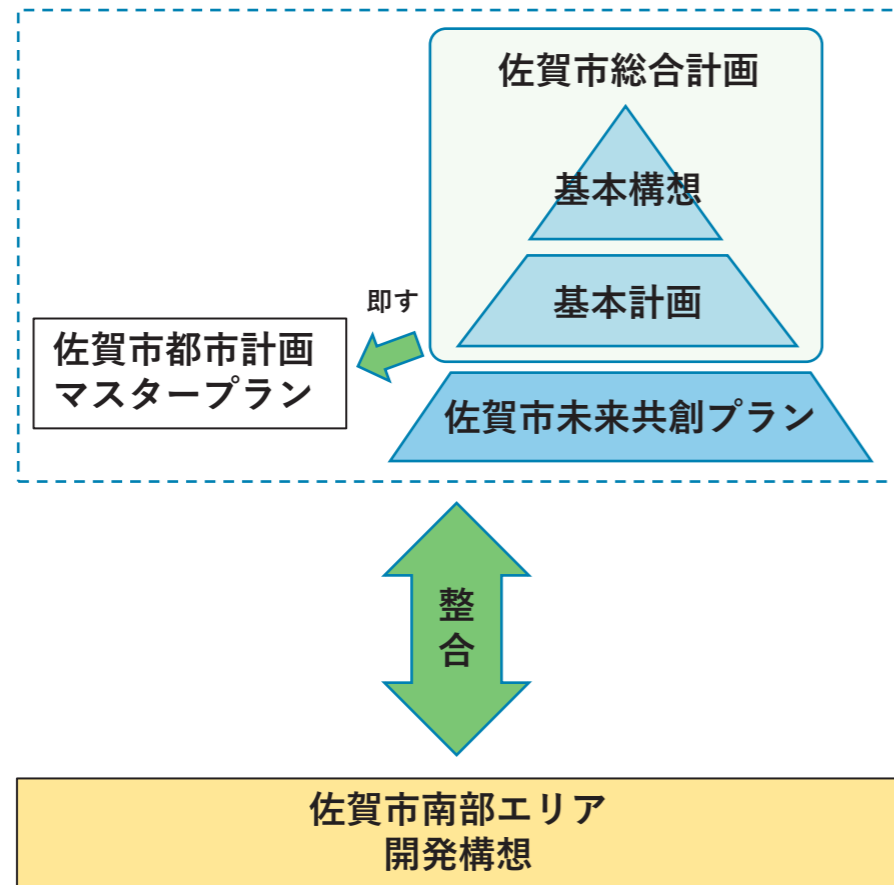 佐賀市総合計画
基本構想
基本計画
即す
佐賀市都市計画
マスタープラン
佐賀市未来共創プラン
整
合
佐賀市南部エリア
開発構想